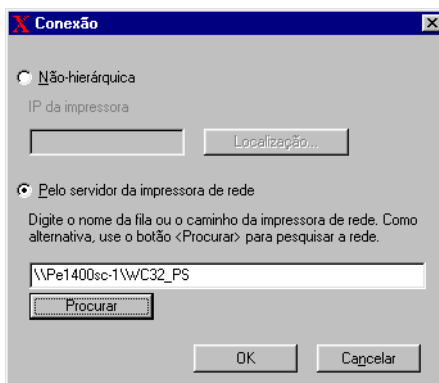 Conexão
Não-hierárquica
IP da impressora
Localização...
Pelo servidor da impressora de rede
Digite o nome da fila ou o caminho da impressora de rede. Como
alternativa, use o botão <Procurar> para pesquisar a rede.
\\Pe1400sc-1\WC32_PS
Procurar
OK
Cancelar